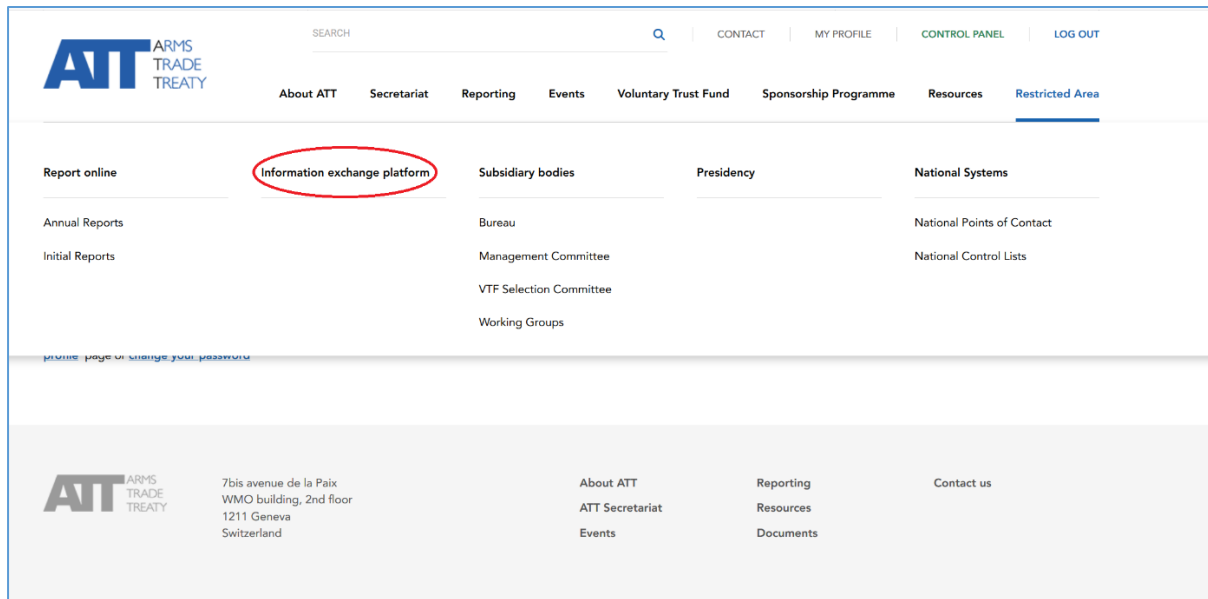 ATT ARMS
TRADE
TREATY
SEARCH
CONTACT MY PROFILE CONTROL PANEL LOG OUT
About ATT Secretariat Reporting Events Voluntary Trust Fund Sponsorship Programme Resources Restricted Area
Report online
Annual Reports
Initial Reports
Information exchange platform
Subsidiary bodies
Bureau
Management Committee
VTF Selection Committee
Working Groups
Presidency
National Systems
National Points of Contact
National Control Lists
profile page or change your password
ATT ARMS
TRADE
TREATY
7bis avenue de la Paix
WMO building, 2nd floor
1211 Geneva
Switzerland
About ATT
ATT Secretariat
Events
Reporting
Resources
Documents
Contact us